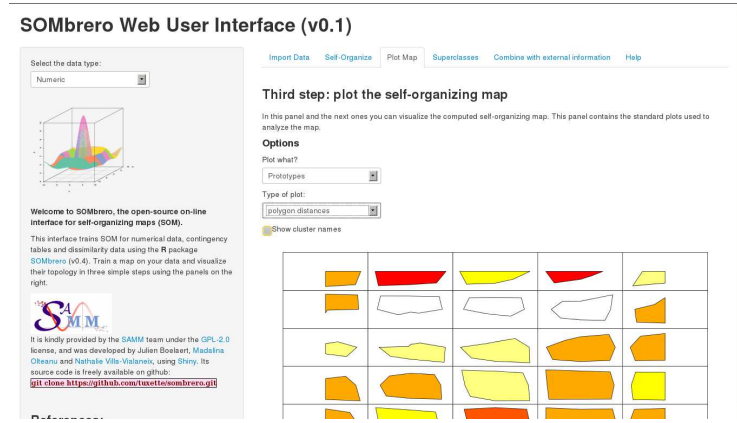 SOMbrero Web User Interface (v0.1)
Select the data type:
Numeric
Welcome to SOMbrero, the open-source on-line
interface for self-organizing maps (SOM).
This interface trains SOM for numerical data, contingency
tables and dissimilarity data using the R package
SOMbrero (v0.4). Train a map on your data and visualize
their topology in three simple steps using the panels on the
right.
SAMM
It is kindly provided by the SAMM team under the GPL-2.0
license, and was developed by Julien Boelaert, Madalina
Olteanu and Nathalie Villa-Vialaneix, using Shiny. Its
source code is freely available on github:
git clone https://github.com/tuxette/sombrero.git
References:
Import Data Self-Organize Plot Map Superclasses Combine with external information Help
Third step: plot the self-organizing map
In this panel and the next ones you can visualize the computed self-organizing map. This panel contains the standard plots used to
analyze the map.
Options
Plot what?
Prototypes
Type of plot:
polygon distances
Show cluster names